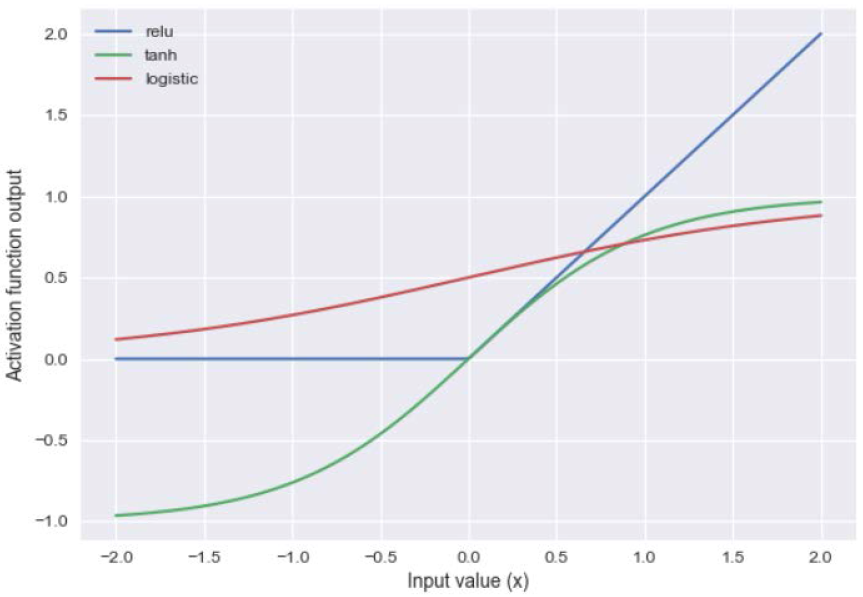 relu
tanh
logistic
2.0
1.5
1.0
0.5
0.0
−0.5
−1.0
Activation function output
−2.0 −1.5 −1.0 −0.5 0.0 0.5 1.0 1.5 2.0
Input value (x)